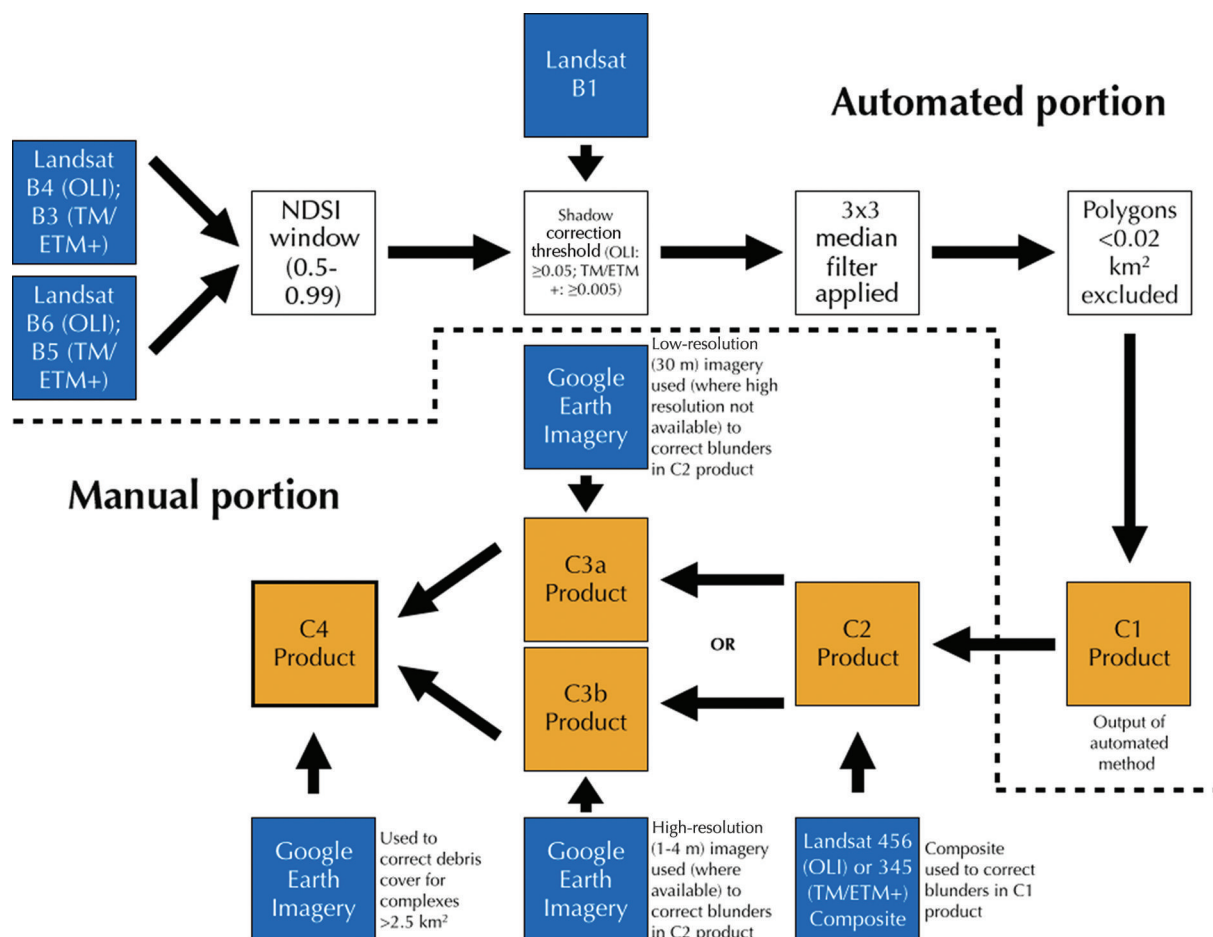 Landsat
B1
Automated portion
Landsat
B4 (OLI);
B3 (TM/
ETM+)
NDSI
window
(0.5-
0.99)
Shadow
correction
threshold (OLI:
≥0.05; TM/ETM
+: ≥0.005)
3x3
median
filter
applied
Polygons
<0.02
km²
excluded
Landsat
B6 (OLI);
B5 (TM/
ETM+)
Google
Earth
Imagery
Low-resolution
(30 m) imagery
used (where high
resolution not
available) to
correct blunders
in C2 product
Manual portion
C3a
Product
C4
Product
OR
C2
Product
C1
Product
C3b
Product
Output of
automated
method
Google
Earth
Imagery
Used to
correct debris
cover for
complexes
>2.5 km²
Google
Earth
Imagery
High-resolution
(1-4 m) imagery
used (where
available) to
correct blunders
in C2 product
Landsat 456
(OLI) or 345
(TM/ETM+)
Composite
Composite
used to correct
blunders in C1
product